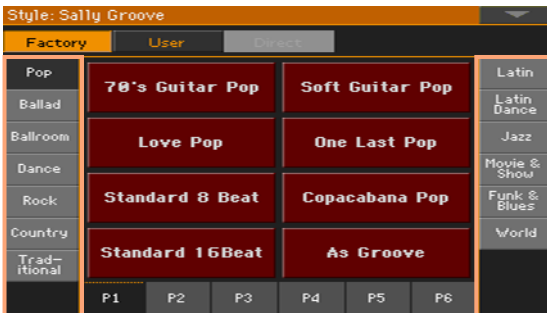 Style: Sally Groove
Factory User Direct
Pop
Ballad
Ballroom
Dance
Rock
Country
Trad-
itional
70's Guitar Pop Soft Guitar Pop
Love Pop One Last Pop
Standard 8 Beat Copacabana Pop
Standard 16Beat As Groove
Latin
Latin
Dance
Jazz
Movie &
Show
Funk &
Blues
World
P1 P2 P3 P4 P5 P6